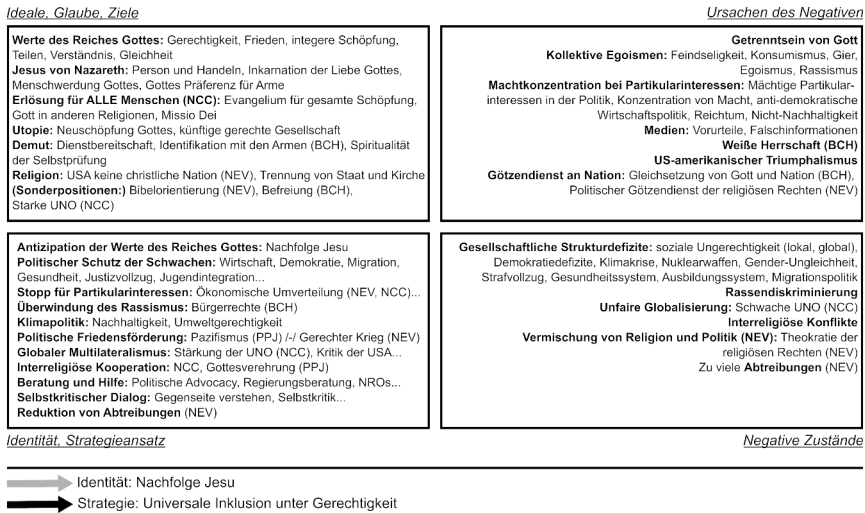 Ideale, Glaube, Ziele
Ursachen des Negativen
Werte des Reiches Gottes: Gerechtigkeit, Frieden, integere Schöpfung,
Teilen, Verständnis, Gleichheit
Jesus von Nazareth: Person und Handeln, Inkarnation der Liebe Gottes,
Menschwerdung Gottes, Gottes Präferenz für Arme
Erlösung für ALLE Menschen (NCC): Evangelium für gesamte Schöpfung,
Gott in anderen Religionen, Missio Dei
Utopie: Neuschöpfung Gottes, künftige gerechte Gesellschaft
Demut: Dienstbereitschaft, Identifikation mit den Armen (BCH), Spiritualität
der Selbstprüfung
Religion: USA keine christliche Nation (NEV), Trennung von Staat und Kirche
(Sonderpositionen:) Bibelorientierung (NEV), Befreiung (BCH),
Starke UNO (NCC)
Getrenntsein von Gott
Kollektive Egoismen: Feindseligkeit, Konsumismus, Gier,
Egoismus, Rassismus
Machtkonzentration bei Partikularinteressen: Mächtige Partikular-
interessen in der Politik, Konzentration von Macht, anti-demokratische
Wirtschaftspolitik, Reichtum, Nicht-Nachhaltigkeit
Medien: Vorurteile, Falschinformationen
Weiße Herrschaft (BCH)
US-amerikanischer Triumphalismus
Götzendienst an Nation: Gleichsetzung von Gott und Nation (BCH),
Politischer Götzendienst der religiösen Rechten (NEV)
Antizipation der Werte des Reiches Gottes: Nachfolge Jesu
Politischer Schutz der Schwachen: Wirtschaft, Demokratie, Migration,
Gesundheit, Justizvollzug, Jugendintegration...
Stopp für Partikularinteressen: Ökonomische Umverteilung (NEV, NCC)...
Überwindung des Rassismus: Bürgerrechte (BCH)
Klimapolitik: Nachhaltigkeit, Umweltgerechtigkeit
Politische Friedensförderung: Pazifismus (PPJ) /-/ Gerechter Krieg (NEV)
Globaler Multilateralismus: Stärkung der UNO (NCC), Kritik der USA...
Interreligiöse Kooperation: NCC, Gottesverehrung (PPJ)
Beratung und Hilfe: Politische Advocacy, Regierungsberatung, NROs...
Selbstkritischer Dialog: Gegenseite verstehen, Selbstkritik...
Reduktion von Abtreibungen (NEV)
Gesellschaftliche Strukturdefizite: soziale Ungerechtigkeit (lokal, global),
Demokratiedefizite, Klimakrise, Nuklearwaffen, Gender-Ungleichheit,
Strafvollzug, Gesundheitssystem, Ausbildungssystem, Migrationspolitik
Rassendiskriminierung
Unfaire Globalisierung: Schwache UNO (NCC)
Interreligiöse Konflikte
Vermischung von Religion und Politik (NEV): Theokratie der
religiösen Rechten (NEV)
Zu viele Abtreibungen (NEV)
Identität, Strategieansatz
Negative Zustände
Identität: Nachfolge Jesu
Strategie: Universale Inklusion unter Gerechtigkeit